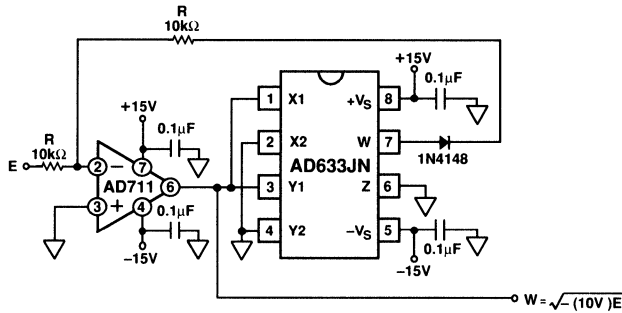 R
10kΩ
+15V
0.1µF
1 X1 +VS 8
+15V
0.1µF
2 X2 W 7
1N4148
R
10kΩ
E
2 −
7
AD711
6
3 +
4
AD633JN
3 Y1 Z 6
0.1µF
−15V
4 Y2 −VS 5
0.1µF
−15V
W = √−(10V)E